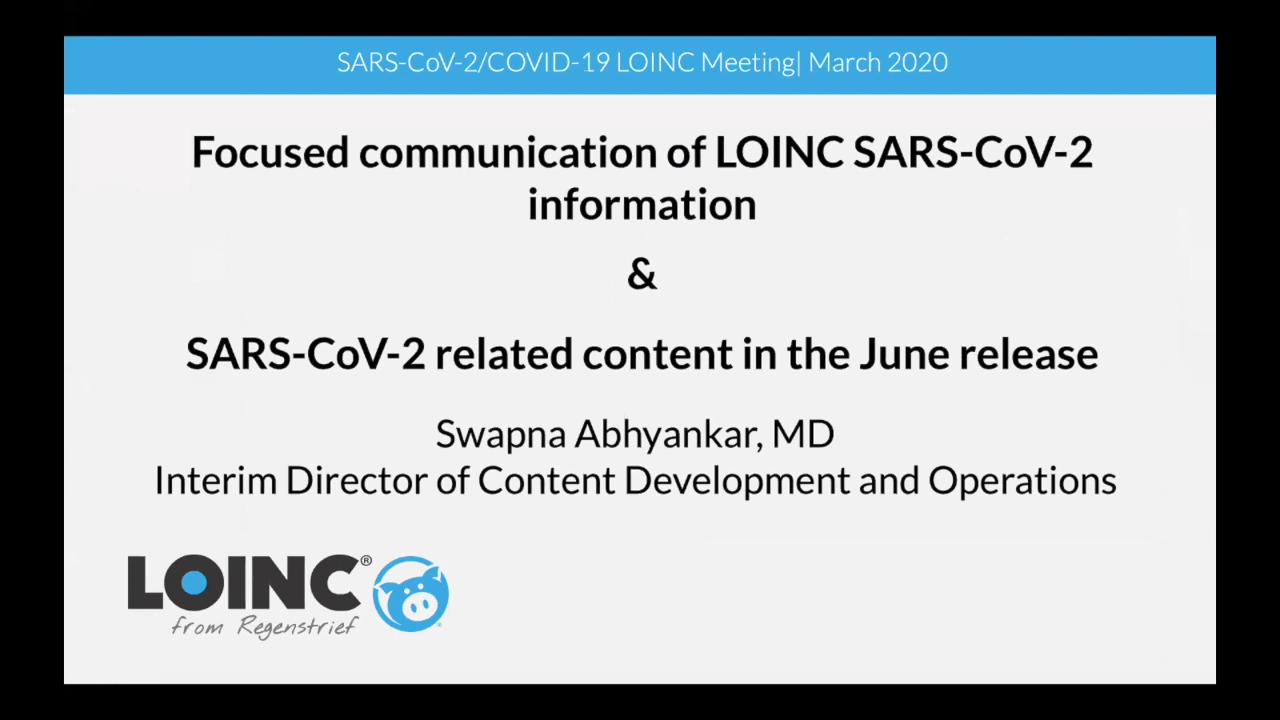 SARS-CoV-2/COVID-19 LOINC Meeting| March 2020
Focused communication of LOINC SARS-CoV-2
information
&
SARS-CoV-2 related content in the June release
Swapna Abhyankar, MD
Interim Director of Content Development and Operations
LOINC®
from Regenstrief